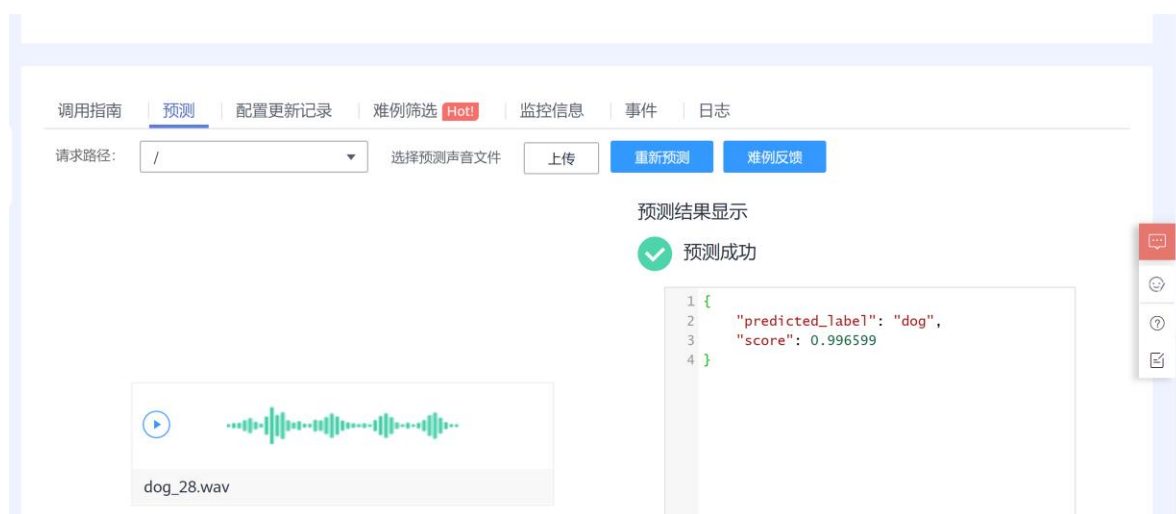 调用指南 预测 配置更新记录 难例筛选 Hot! 监控信息 事件 日志
请求路径: / 选择预测声音文件 上传 重新预测 难例反馈
预测结果显示
预测成功
1 {
2 "predicted_label": "dog",
3 "score": 0.996599
4 }
dog_28.wav